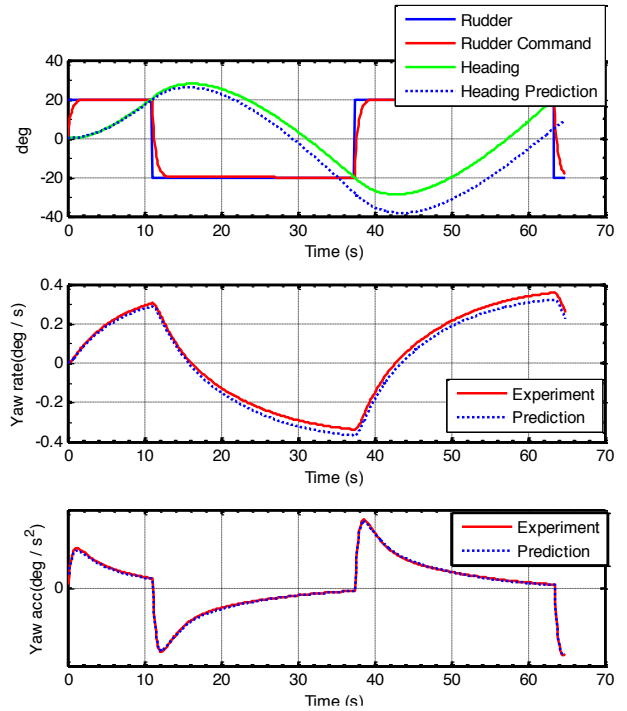 Rudder
Rudder Command
Heading
Heading Prediction
40
20
0
-20
-40
deg
0 10 20 30 40 50 60 70
Time (s)
0.4
0.2
0
-0.2
-0.4
Yaw rate(deg / s)
Experiment
Prediction
0 10 20 30 40 50 60 70
Time (s)
0
Yaw acc(deg / s²)
Experiment
Prediction
0 10 20 30 40 50 60 70
Time (s)